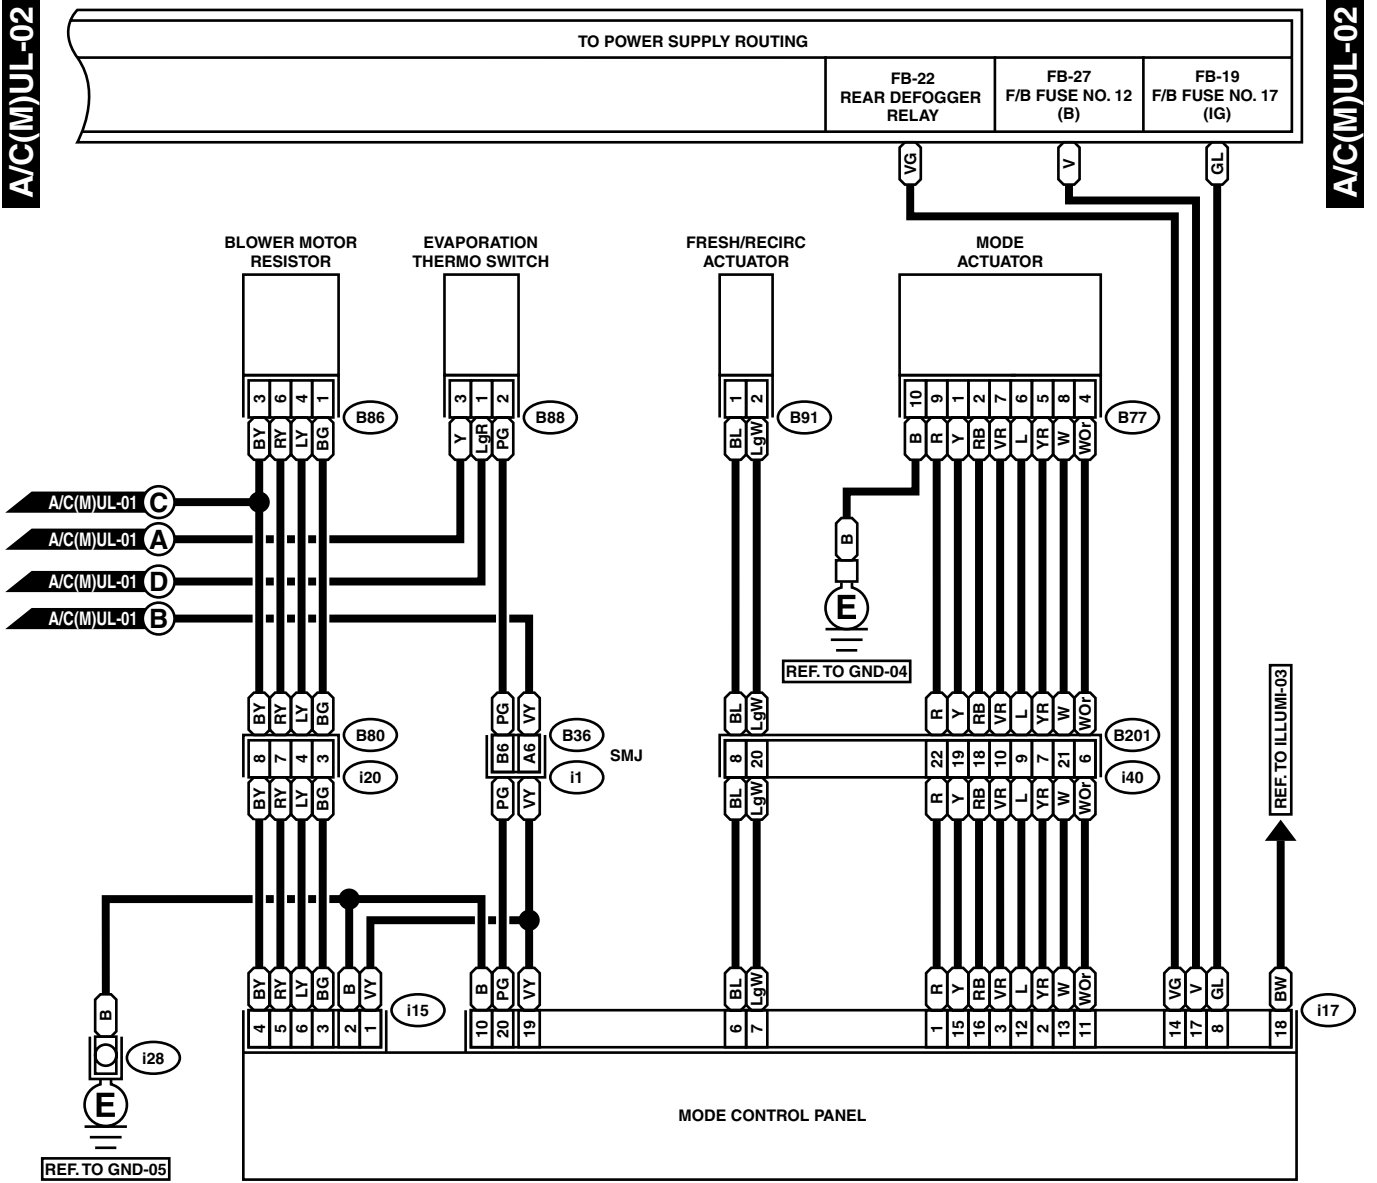 A/C(M)UL-02
A/C(M)UL-02
TO POWER SUPPLY ROUTING
FB-22
REAR DEFOGGER
RELAY
FB-27
F/B FUSE NO. 12
(B)
FB-19
F/B FUSE NO. 17
(IG)
VG V GL
BLOWER MOTOR
RESISTOR
EVAPORATION
THERMO SWITCH
FRESH/RECIRC
ACTUATOR
MODE
ACTUATOR
3 6 4 1 B86 3 1 2 B88 1 2 B91 10 9 1 2 7 6 5 8 4 B77
BY RY LY BG Y LgR PG BL LgW B R Y RB VR L YR W WOr
A/C(M)UL-01 C
A/C(M)UL-01 A
A/C(M)UL-01 D
A/C(M)UL-01 B
B
E
REF. TO GND-04
REF. TO ILLUMI-03
BY RY LY BG PG VY BL LgW R Y RB VR L YR W WOr
B80 B36 B201
8 7 4 3 B6 A6 SMJ 8 20 22 19 18 10 9 7 21 6
i20 i1 i40
BY RY LY BG PG VY BL LgW R Y RB VR L YR W WOr
BY RY LY BG B VY B PG VY BL LgW R Y RB VR L YR W WOr VG V GL BW
i15 i17
4 5 6 3 2 1 10 20 19 6 7 1 15 16 3 12 2 13 11 14 17 8 18
B
i28
E
REF. TO GND-05
MODE CONTROL PANEL